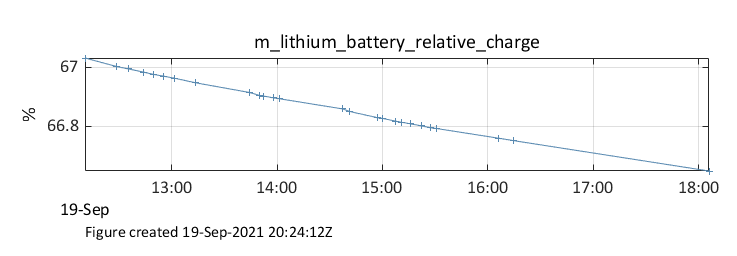 m_lithium_battery_relative_charge
67
%
66.8
13:00 14:00 15:00 16:00 17:00 18:00
19-Sep
Figure created 19-Sep-2021 20:24:12Z